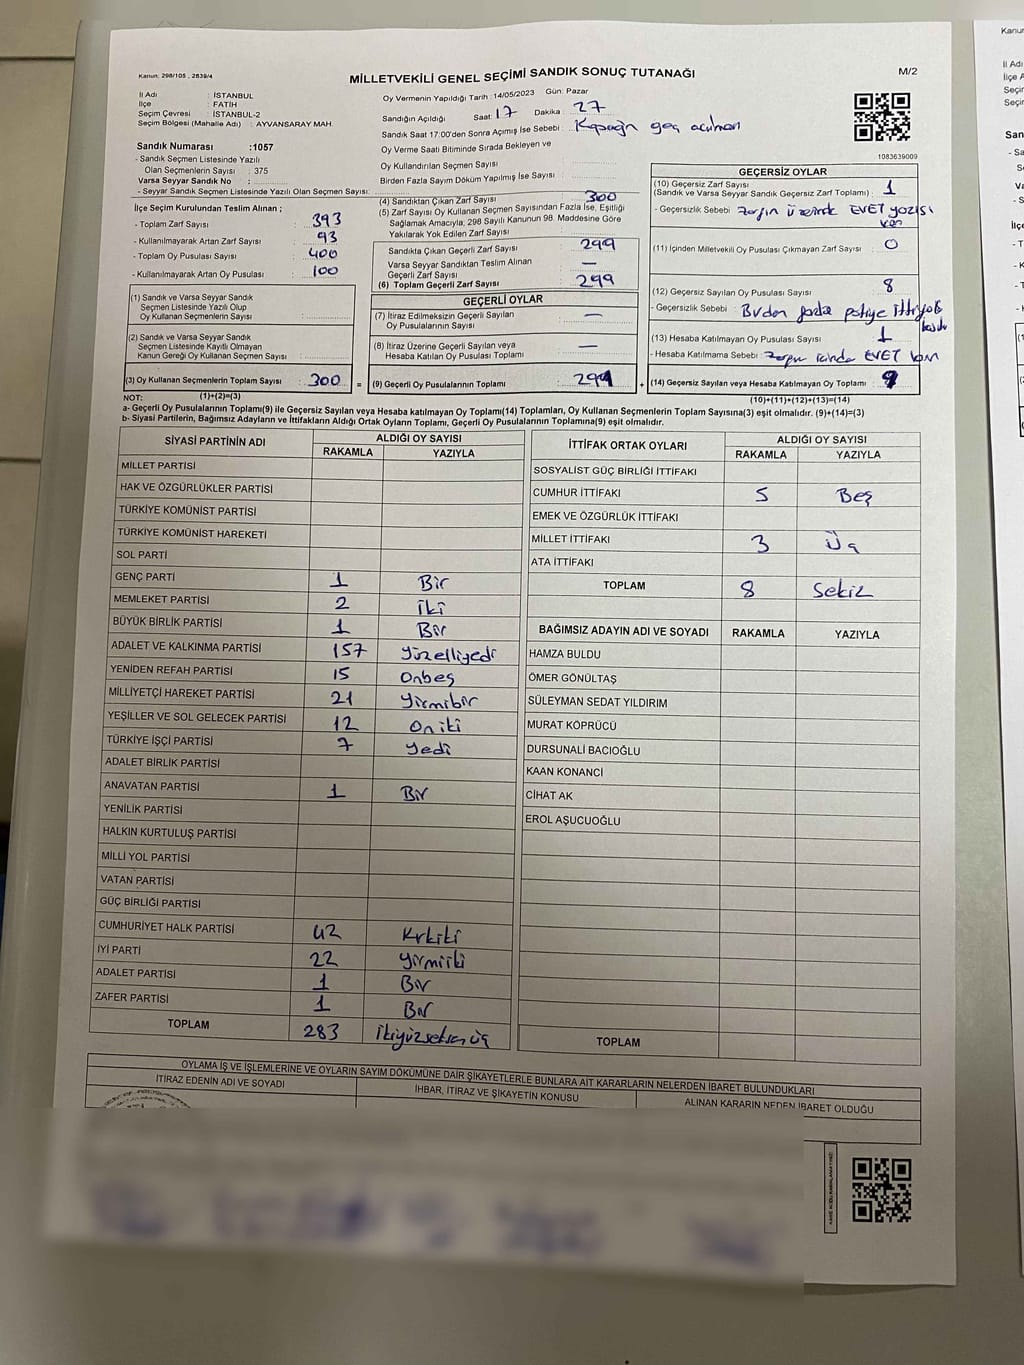 Kanun: 298/105 , 2839/4
MİLLETVEKİLİ GENEL SEÇİMİ SANDIK SONUÇ TUTANAĞI
M/2
İl Adı : İSTANBUL
İlçe : FATİH
Seçim Çevresi : İSTANBUL-2
Seçim Bölgesi (Mahalle Adı) : AYVANSARAY MAH.
Sandık Numarası :1057
- Sandık Seçmen Listesinde Yazılı
Olan Seçmenlerin Sayısı : 375
Varsa Seyyar Sandık No :
- Seyyar Sandık Seçmen Listesinde Yazılı Olan Seçmen Sayısı:
Oy Vermenin Yapıldığı Tarih : 14/05/2023 Gün: Pazar
Sandığın Açıldığı Saat: 17 Dakika : 27
Sandık Saat 17:00'den Sonra Açımış İse Sebebi : Kapağın geç açılması
Oy Verme Saati Bitiminde Sırada Bekleyen ve
Oy Kullandırılan Seçmen Sayısı
Birden Fazla Sayım Döküm Yapılmış İse Sayısı :
1083639009
İlçe Seçim Kurulundan Teslim Alınan ;
- Toplam Zarf Sayısı : 393
- Kullanılmayarak Artan Zarf Sayısı : 93
- Toplam Oy Pusulası Sayısı : 400
- Kullanılmayarak Artan Oy Pusulası : 100
(1) Sandık ve Varsa Seyyar Sandık
Seçmen Listesinde Yazılı Olup
Oy Kullanan Seçmenlerin Sayısı
(2) Sandık ve Varsa Seyyar Sandık
Seçmen Listesinde Kayıtlı Olmayan
Kanun Gereği Oy Kullanan Seçmen Sayısı :
(3) Oy Kullanan Seçmenlerin Toplam Sayısı 300 =
(1)+(2)=(3)
(4) Sandıktan Çıkan Zarf Sayısı 300
(5) Zarf Sayısı Oy Kullanan Seçmen Sayısından Fazla İse, Eşitliği
Sağlamak Amacıyla, 298 Sayılı Kanunun 98. Maddesine Göre
Yakılarak Yok Edilen Zarf Sayısı
Sandıkta Çıkan Geçerli Zarf Sayısı : 299
Varsa Seyyar Sandıktan Teslim Alınan
Geçerli Zarf Sayısı : —
(6) Toplam Geçerli Zarf Sayısı : 299
GEÇERLİ OYLAR
(7) İtiraz Edilmeksizin Geçerli Sayılan
Oy Pusulalarının Sayısı : —
(8) İtiraz Üzerine Geçerli Sayılan veya
Hesaba Katılan Oy Pusulası Toplamı : —
(9) Geçerli Oy Pusulalarının Toplamı : 291 +
GEÇERSİZ OYLAR
(10) Geçersiz Zarf Sayısı
(Sandık ve Varsa Seyyar Sandık Geçersiz Zarf Toplamı) : 1
- Geçersizlik Sebebi : Zarfın üzerinde EVET yazısı
var
(11) İçinden Milletvekili Oy Pusulası Çıkmayan Zarf Sayısı : 0
(12) Geçersiz Sayılan Oy Pusulası Sayısı : 8
- Geçersizlik Sebebi : Birden fazla partiye ittifak
(13) Hesaba Katılmayan Oy Pusulası Sayısı : 1
- Hesaba Katılmama Sebebi : Zarfın içinde EVET var
(14) Geçersiz Sayılan veya Hesaba Katılmayan Oy Toplamı : 9
(10)+(11)+(12)+(13)=(14)
NOT:
a- Geçerli Oy Pusulalarının Toplamı(9) ile Geçersiz Sayılan veya Hesaba katılmayan Oy Toplamı(14) Toplamları, Oy Kullanan Seçmenlerin Toplam Sayısına(3) eşit olmalıdır. (9)+(14)=(3)
b- Siyasi Partilerin, Bağımsız Adayların ve İttifakların Aldığı Ortak Oyların Toplamı, Geçerli Oy Pusulalarının Toplamına(9) eşit olmalıdır.
SİYASİ PARTİNİN ADI ALDIĞI OY SAYISI
RAKAMLA YAZIYLA
MİLLET PARTİSİ
HAK VE ÖZGÜRLÜKLER PARTİSİ
TÜRKİYE KOMÜNİST PARTİSİ
TÜRKİYE KOMÜNİST HAREKETİ
SOL PARTİ
GENÇ PARTİ 1 Bir
MEMLEKET PARTİSİ 2 İki
BÜYÜK BİRLİK PARTİSİ 1 Bir
ADALET VE KALKINMA PARTİSİ 157 Yüzelliyedi
YENİDEN REFAH PARTİSİ 15 Onbeş
MİLLİYETÇİ HAREKET PARTİSİ 21 Yirmibir
YEŞİLLER VE SOL GELECEK PARTİSİ 12 Oniki
TÜRKİYE İŞÇİ PARTİSİ 7 Yedi
ADALET BİRLİK PARTİSİ
ANAVATAN PARTİSİ 1 Bir
YENİLİK PARTİSİ
HALKIN KURTULUŞ PARTİSİ
MİLLİ YOL PARTİSİ
VATAN PARTİSİ
GÜÇ BİRLİĞİ PARTİSİ
CUMHURİYET HALK PARTİSİ 42 Krkiki
İYİ PARTİ 22 Yirmiiki
ADALET PARTİSİ 1 Bir
ZAFER PARTİSİ 1 Bir
TOPLAM 283 İkiyüzseksenüç
İTTİFAK ORTAK OYLARI ALDIĞI OY SAYISI
RAKAMLA YAZIYLA
SOSYALİST GÜÇ BİRLİĞİ İTTİFAKI
CUMHUR İTTİFAKI 5 Beş
EMEK VE ÖZGÜRLÜK İTTİFAKI
MİLLET İTTİFAKI 3 Üç
ATA İTTİFAKI
TOPLAM 8 Sekiz
BAĞIMSIZ ADAYIN ADI VE SOYADI RAKAMLA YAZIYLA
HAMZA BULDU
ÖMER GÖNÜLTAŞ
SÜLEYMAN SEDAT YILDIRIM
MURAT KÖPRÜCÜ
DURSUNALİ BACIOĞLU
KAAN KONANCİ
CİHAT AK
EROL AŞUCUOĞLU
TOPLAM
OYLAMA İŞ VE İŞLEMLERİNE VE OYLARIN SAYIM DÖKÜMÜNE DAİR ŞİKAYETLERLE BUNLARA AİT KARARLARIN NELERDEN İBARET BULUNDUKLARI
İTİRAZ EDENİN ADI VE SOYADI
İHBAR, İTİRAZ VE ŞİKAYETİN KONUSU
ALINAN KARARIN NEDEN İBARET OLDUĞU